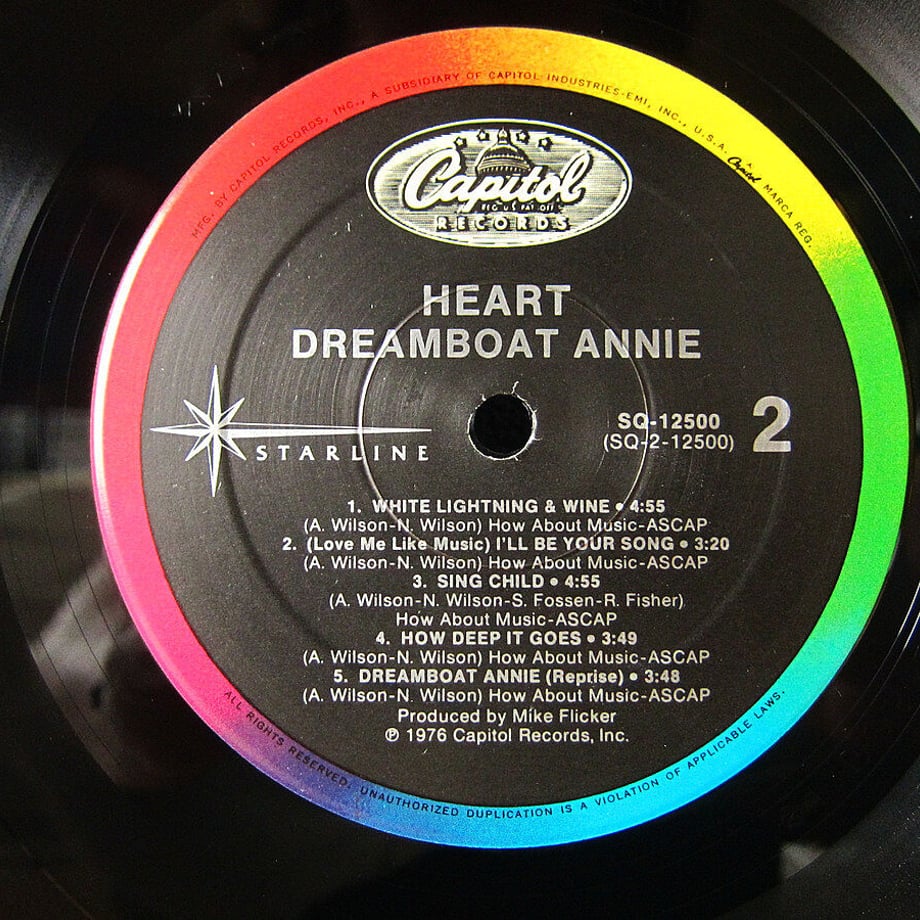 MFG. BY CAPITOL RECORDS, INC., A SUBSIDIARY OF CAPITOL INDUSTRIES-EMI, INC., U.S.A. Capitol MARCA REG.
Capitol
REG. U.S. PAT. OFF.
RECORDS
HEART
DREAMBOAT ANNIE
STARLINE
SQ-12500
(SQ-2-12500)
2
1. WHITE LIGHTNING & WINE • 4:55
(A. Wilson-N. Wilson) How About Music-ASCAP
2. (Love Me Like Music) I'LL BE YOUR SONG • 3:20
(A. Wilson-N. Wilson) How About Music-ASCAP
3. SING CHILD • 4:55
(A. Wilson-N. Wilson-S. Fossen-R. Fisher)
How About Music-ASCAP
4. HOW DEEP IT GOES • 3:49
(A. Wilson-N. Wilson) How About Music-ASCAP
5. DREAMBOAT ANNIE (Reprise) • 3:48
(A. Wilson-N. Wilson) How About Music-ASCAP
Produced by Mike Flicker
℗ 1976 Capitol Records, Inc.
ALL RIGHTS RESERVED. UNAUTHORIZED DUPLICATION IS A VIOLATION OF APPLICABLE LAWS.